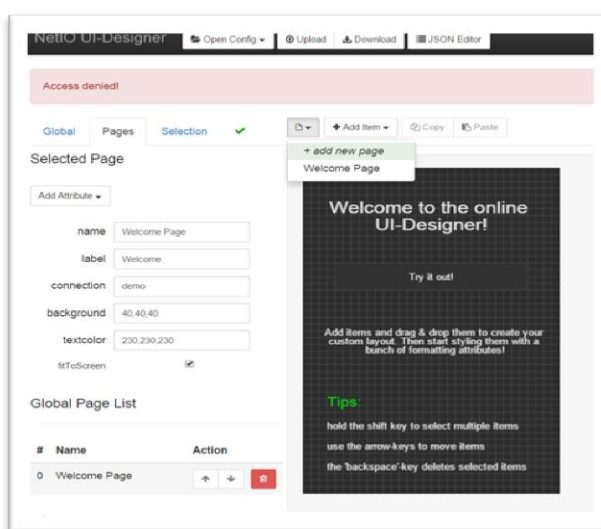 NetIO UI-Designer Open Config Upload Download JSON Editor
Access denied!
Global Pages Selection + Add Item Copy Paste
+ add new page
Welcome Page
Selected Page
Add Attribute
name Welcome Page
label Welcome
connection demo
background 40,40,40
textcolor 230,230,230
fitToScreen
Global Page List
# Name Action
0 Welcome Page
Welcome to the online
UI-Designer!
Try it out!
Add items and drag & drop them to create your
custom layout. Then start styling them with a
bunch of formatting attributes!
Tips:
hold the shift key to select multiple items
use the arrow-keys to move items
the 'backspace'-key deletes selected items